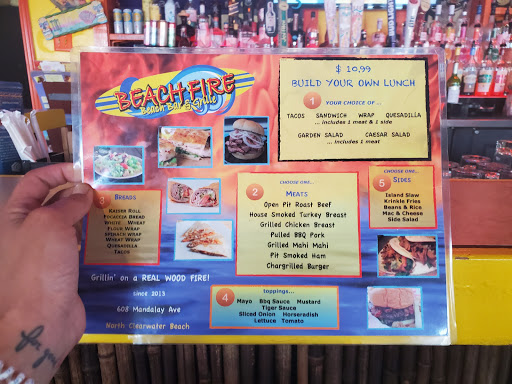 BEACHFIRE
Beach Bar & Grille
$ 10.99
BUILD YOUR OWN LUNCH
1 YOUR CHOICE OF ...
TACOS SANDWICH WRAP QUESADILLA
... includes 1 meat & 1 side
GARDEN SALAD CAESAR SALAD
... includes 1 meat
CHOOSE ONE...
2 MEATS
Open Pit Roast Beef
House Smoked Turkey Breast
Grilled Chicken Breast
Pulled BBQ Pork
Grilled Mahi Mahi
Pit Smoked Ham
Chargrilled Burger
CHOOSE ONE...
3 BREADS
Kaiser Roll
Focaccia Bread
White Wheat
Flour Wrap
Spinach Wrap
Wheat Wrap
Quesadilla
Tacos
toppings...
4 Mayo Bbq Sauce Mustard
Tiger Sauce
Sliced Onion Horseradish
Lettuce Tomato
CHOOSE ONE...
5 SIDES
Island Slaw
Krinkle Fries
Beans & Rice
Mac & Cheese
Side Salad
Grillin' on a REAL WOOD FIRE!
since 2013
608 Mandalay Ave
North Clearwater Beach